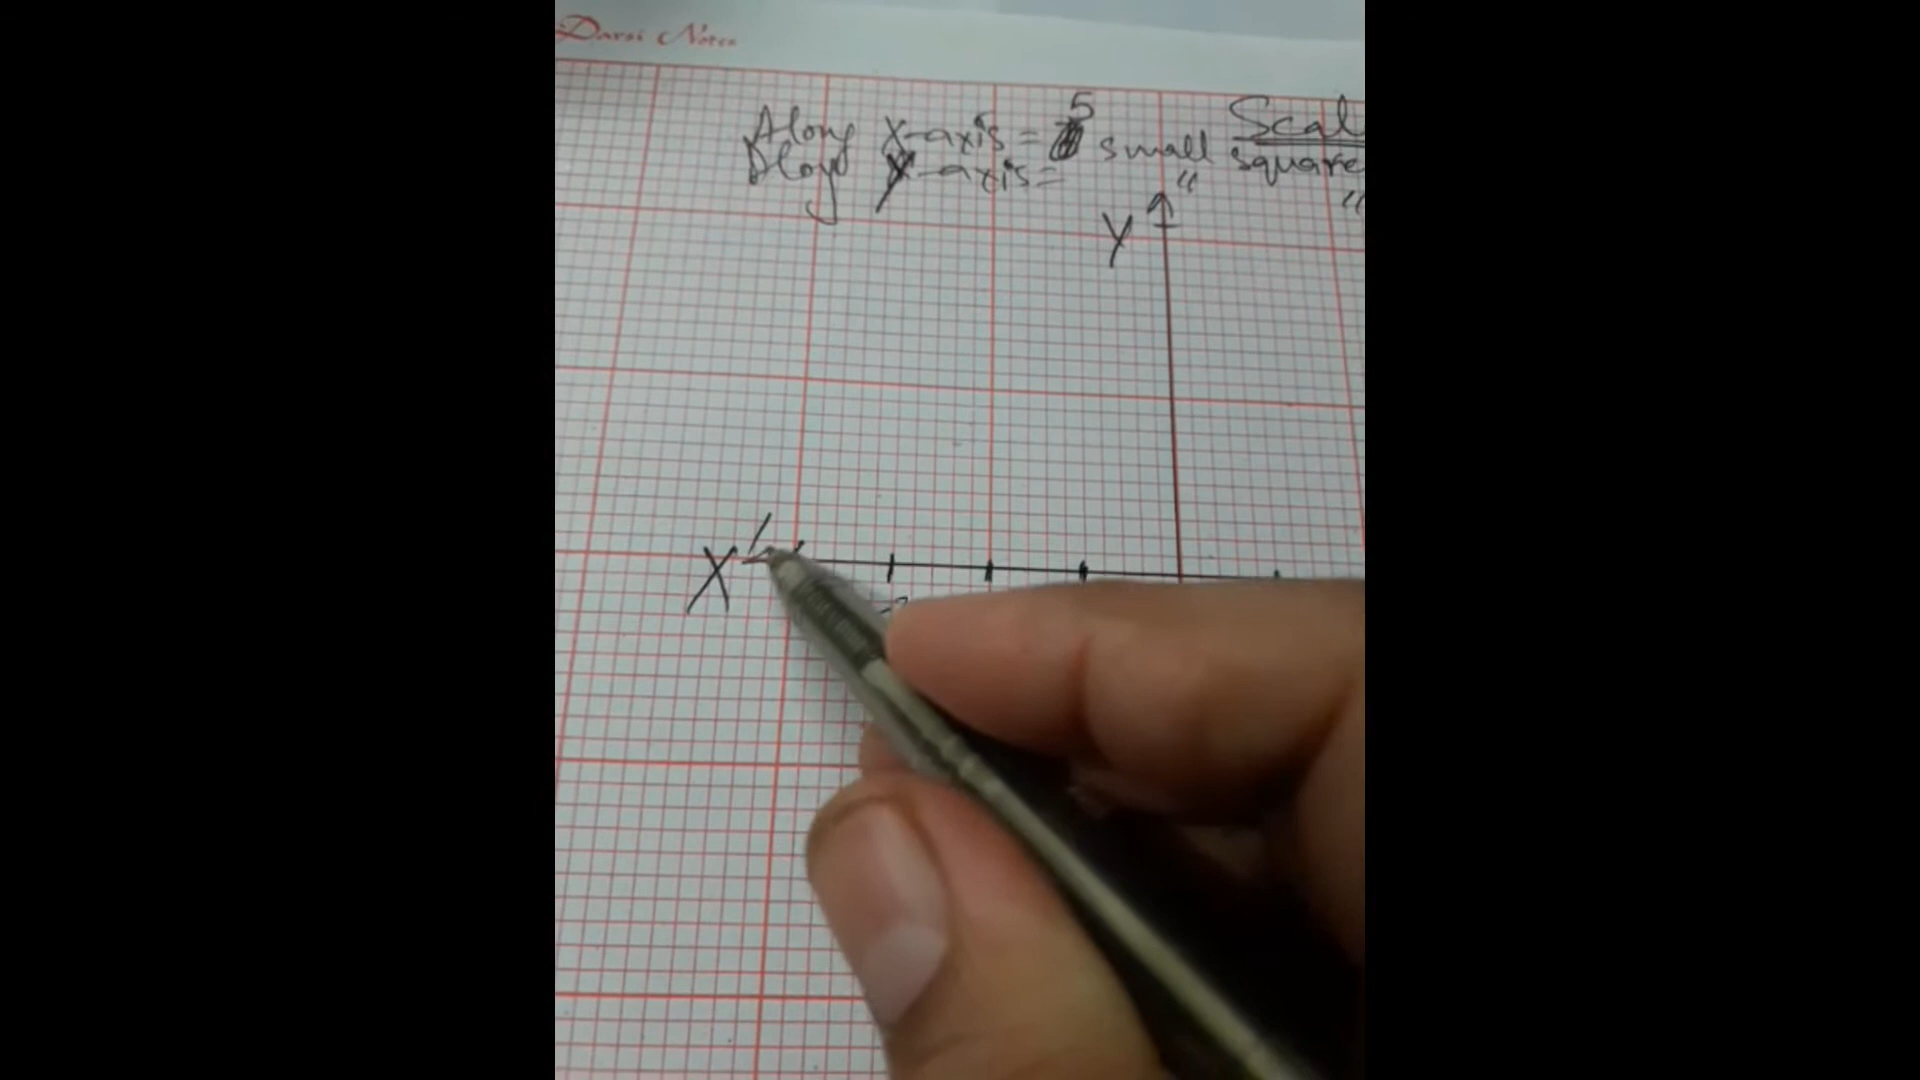 Darsi Notes
Scal
Along X-axis = 5 small square
Along Y-axis = " "
Y
X'